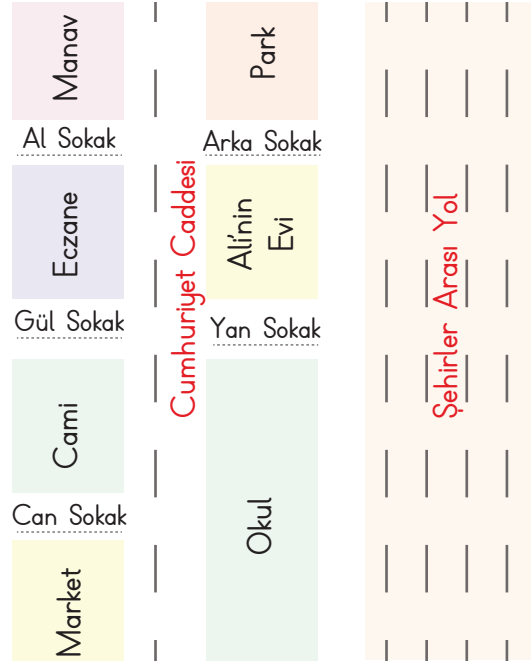 Manav
Park
Al Sokak
Arka Sokak
Eczane
Cumhuriyet Caddesi
Ali'nin
Evi
Şehirler Arası Yol
Gül Sokak
Yan Sokak
Cami
Okul
Can Sokak
Market